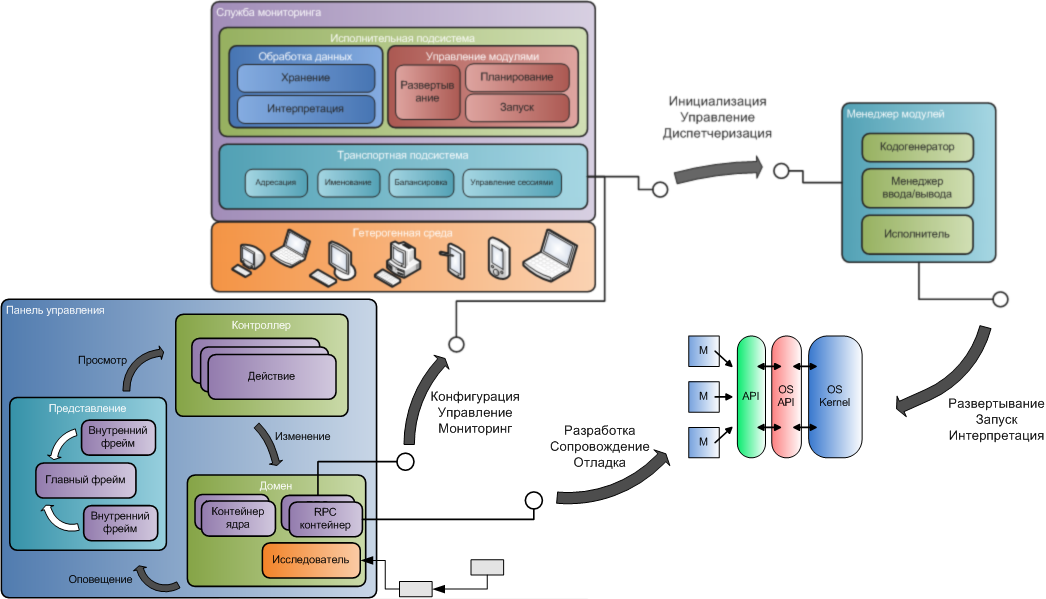 Служба мониторинга
Исполнительная подсистема
Обработка данных
Хранение
Интерпретация
Управление модулями
Развертыв
ание
Планирование
Запуск
Транспортная подсистема
Адресация
Именование
Балансировка
Управление сессиями
Гетерогенная среда
Инициализация
Управление
Диспетчеризация
Менеджер модулей
Кодогенератор
Менеджер
ввода/вывода
Исполнитель
Панель управления
Контроллер
Действие
Просмотр
Представление
Внутренний
фрейм
Главный фрейм
Внутренний
фрейм
Изменение
Домен
Контейнер
ядра
RPC
контейнер
Исследователь
Оповещение
Конфигурация
Управление
Мониторинг
Разработка
Сопровождение
Отладка
M
M
M
API
OS
API
OS
Kernel
Развертывание
Запуск
Интерпретация